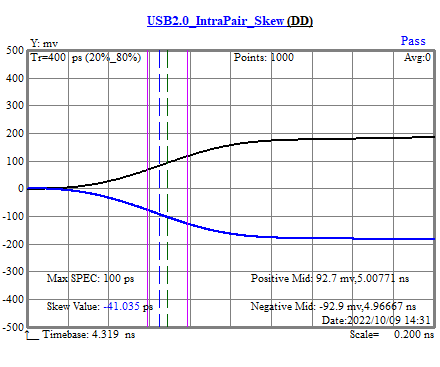 USB2.0_IntraPair_Skew (DD)
Y: mv
Pass
500
Tr=400 ps (20%_80%)
Points: 1000
Avg:0
400
300
200
100
0
-100
-200
-300
Max SPEC: 100 ps
Positive Mid: 92.7 mv,5.00771 ns
-400
Skew Value: -41.035 ps
Negative Mid: -92.9 mv,4.96667 ns
Date:2022/10/09 14:31
-500
Timebase: 4.319 ns
Scale= 0.200 ns